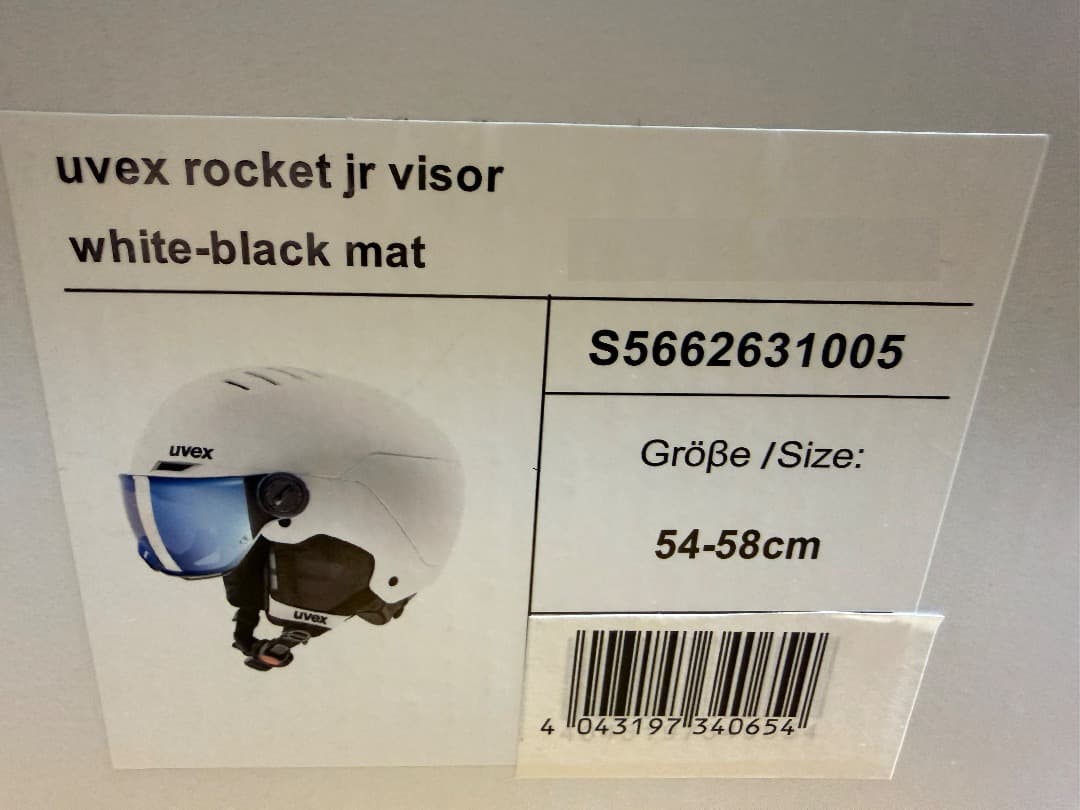 uvex rocket jr visor
white-black mat
S5662631005
Größe /Size:
54-58cm
uvex
uvex
4 043197 340654